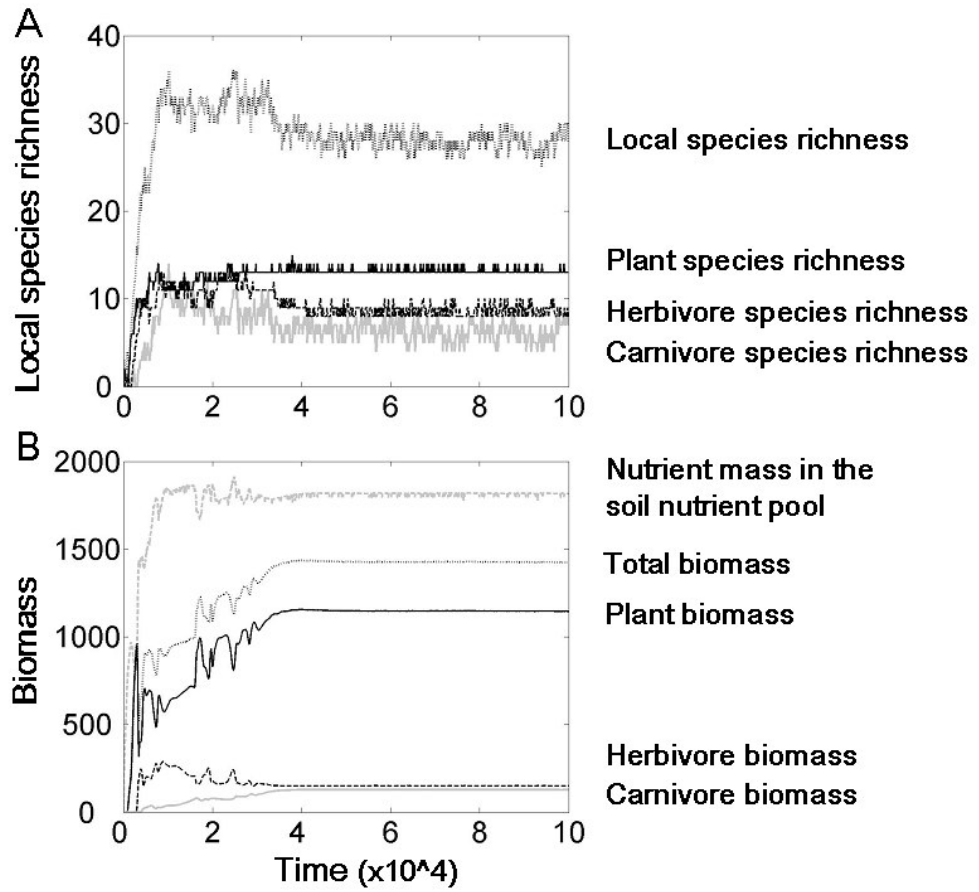 A
Local species richness
40
30
20
10
0
0 2 4 6 8 10
Local species richness
Plant species richness
Herbivore species richness
Carnivore species richness
B
Biomass
2000
1500
1000
500
0
0 2 4 6 8 10
Time (x10^4)
Nutrient mass in the
soil nutrient pool
Total biomass
Plant biomass
Herbivore biomass
Carnivore biomass